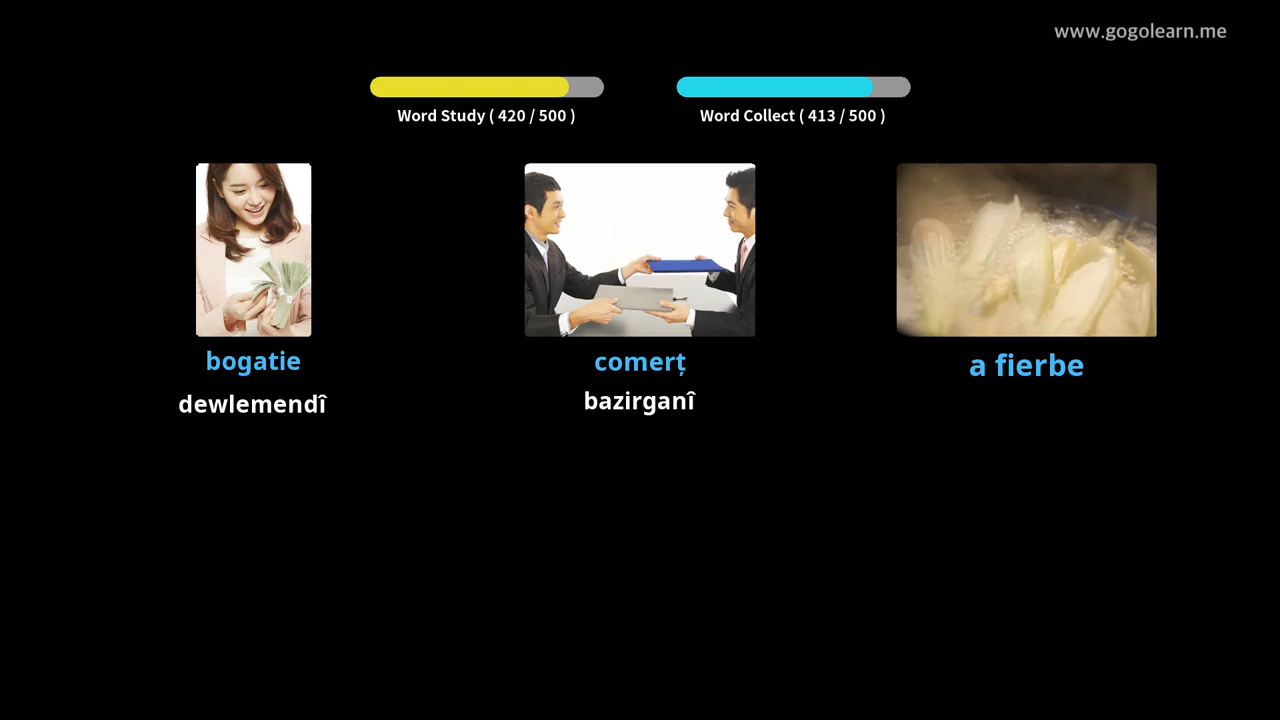 www.gogolearn.me
Word Study ( 420 / 500 )
Word Collect ( 413 / 500 )
bogatie
comerț
a fierbe
dewlemendî
bazirganî